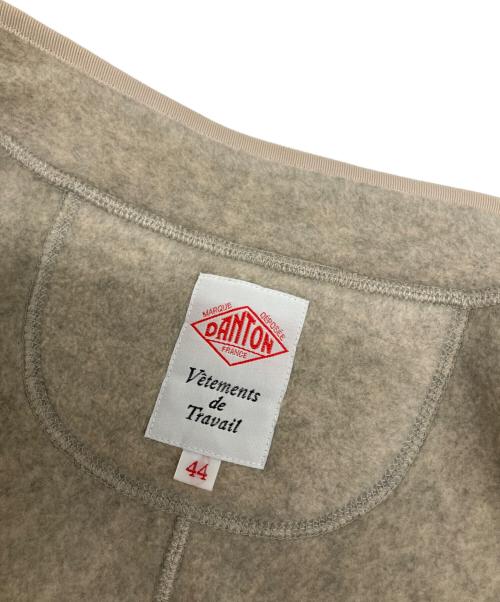 MARQUE DÉPOSÉE
DANTON
FRANCE
Vêtements
de
Travail
44